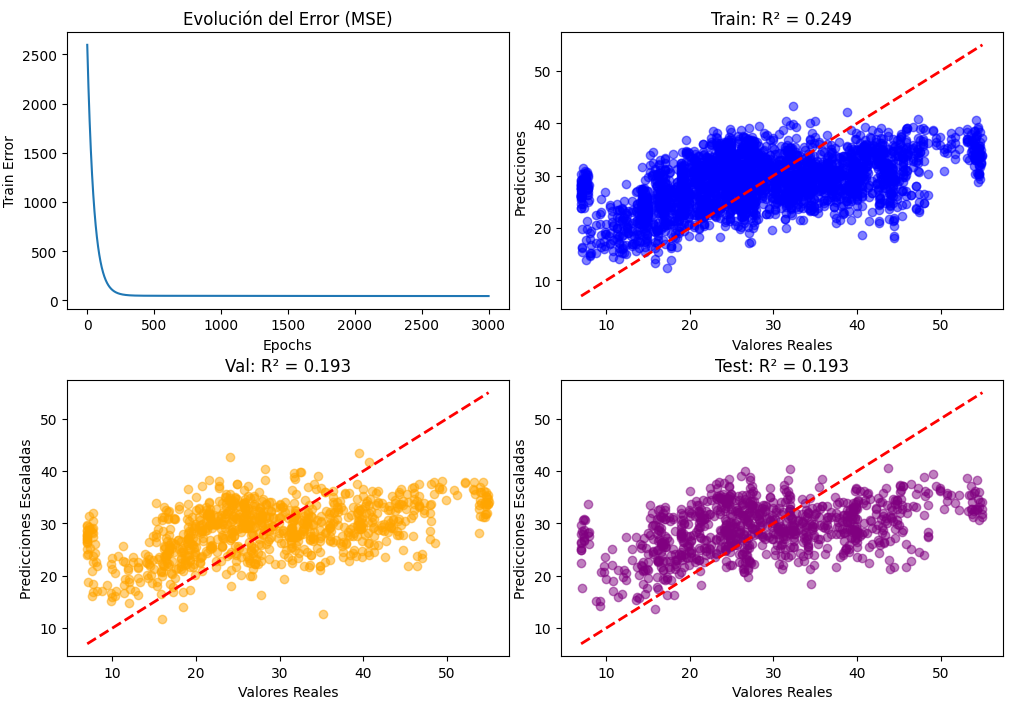 Evolución del Error (MSE)
Train Error
2500
2000
1500
1000
500
0
0 500 1000 1500 2000 2500 3000
Epochs
Train: R² = 0.249
Predicciones
50
40
30
20
10
10 20 30 40 50
Valores Reales
Val: R² = 0.193
Predicciones Escaladas
50
40
30
20
10
10 20 30 40 50
Valores Reales
Test: R² = 0.193
Predicciones Escaladas
50
40
30
20
10
10 20 30 40 50
Valores Reales